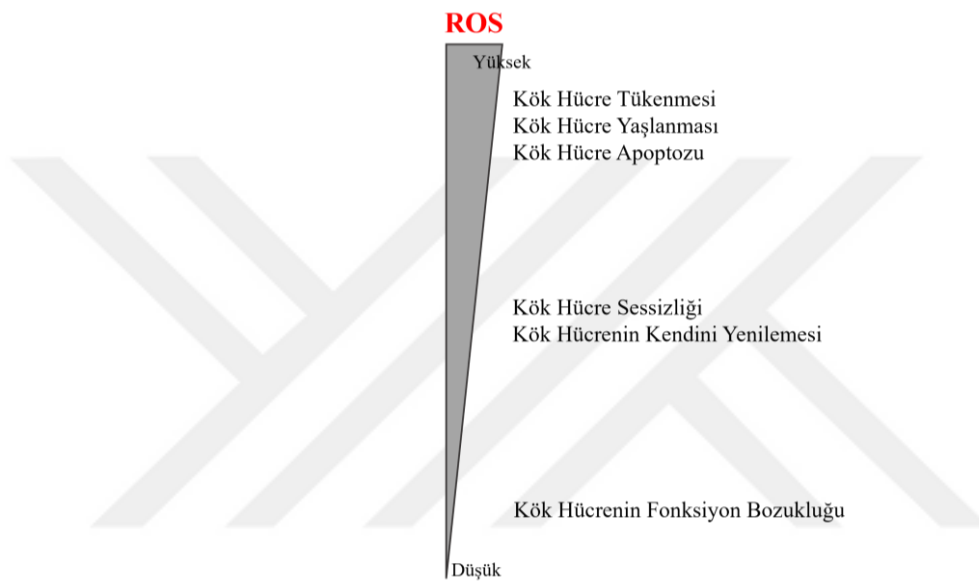 ROS
Yüksek
Kök Hücre Tükenmesi
Kök Hücre Yaşlanması
Kök Hücre Apoptozu
Kök Hücre Sessizliği
Kök Hücrenin Kendini Yenilemesi
Kök Hücrenin Fonksiyon Bozukluğu
Düşük